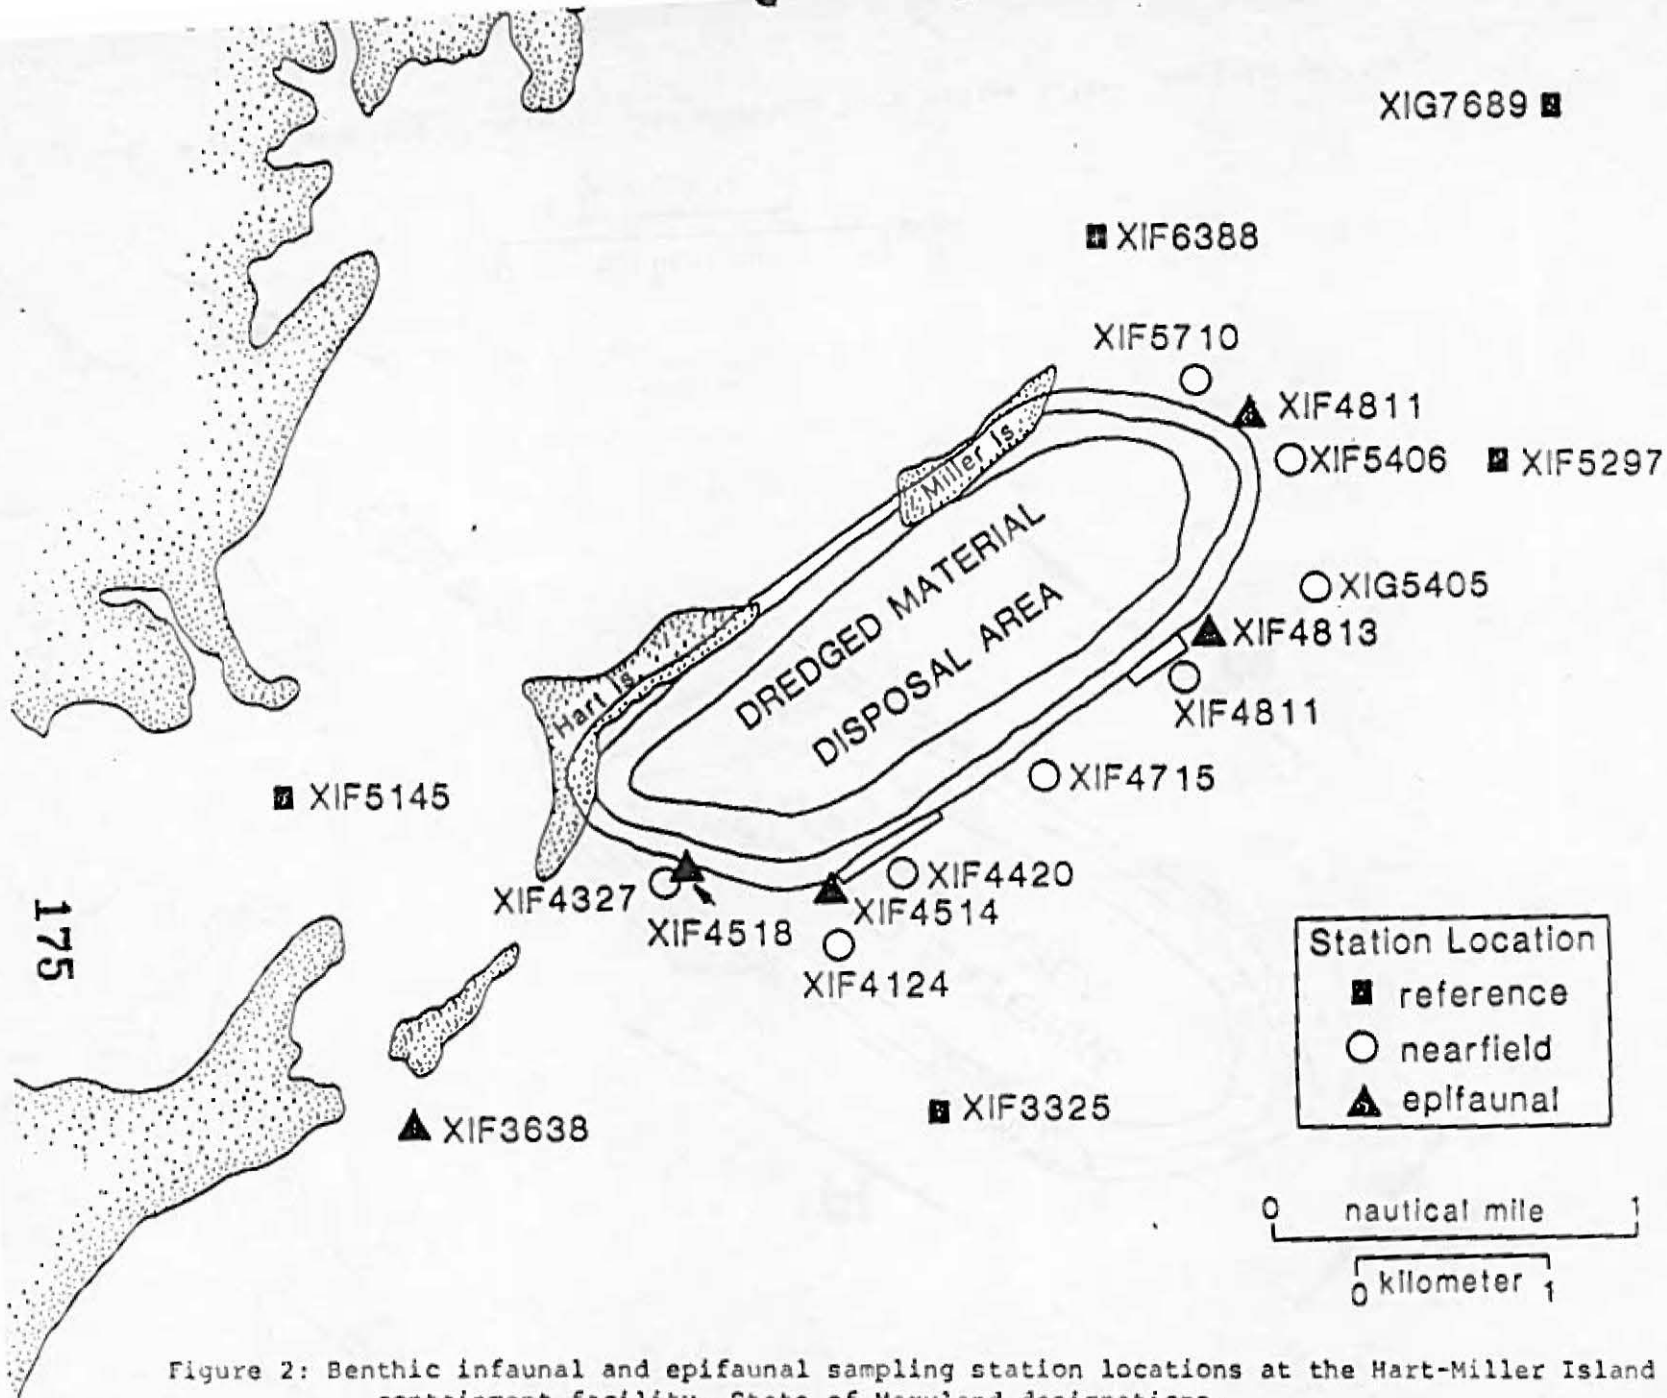 XIG7689
XIF6388
XIF5710
XIF4811
XIF5406
XIF5297
Miller Is.
DREDGED MATERIAL
DISPOSAL AREA
XIG5405
XIF4813
XIF4811
Hart Is.
XIF4715
XIF5145
XIF4420
XIF4327
XIF4514
XIF4518
XIF4124
175
Station Location
reference
nearfield
epifaunal
XIF3325
XIF3638
0 nautical mile 1
0 kilometer 1
Figure 2: Benthic infaunal and epifaunal sampling station locations at the Hart-Miller Island
containment facility. State of Maryland designations